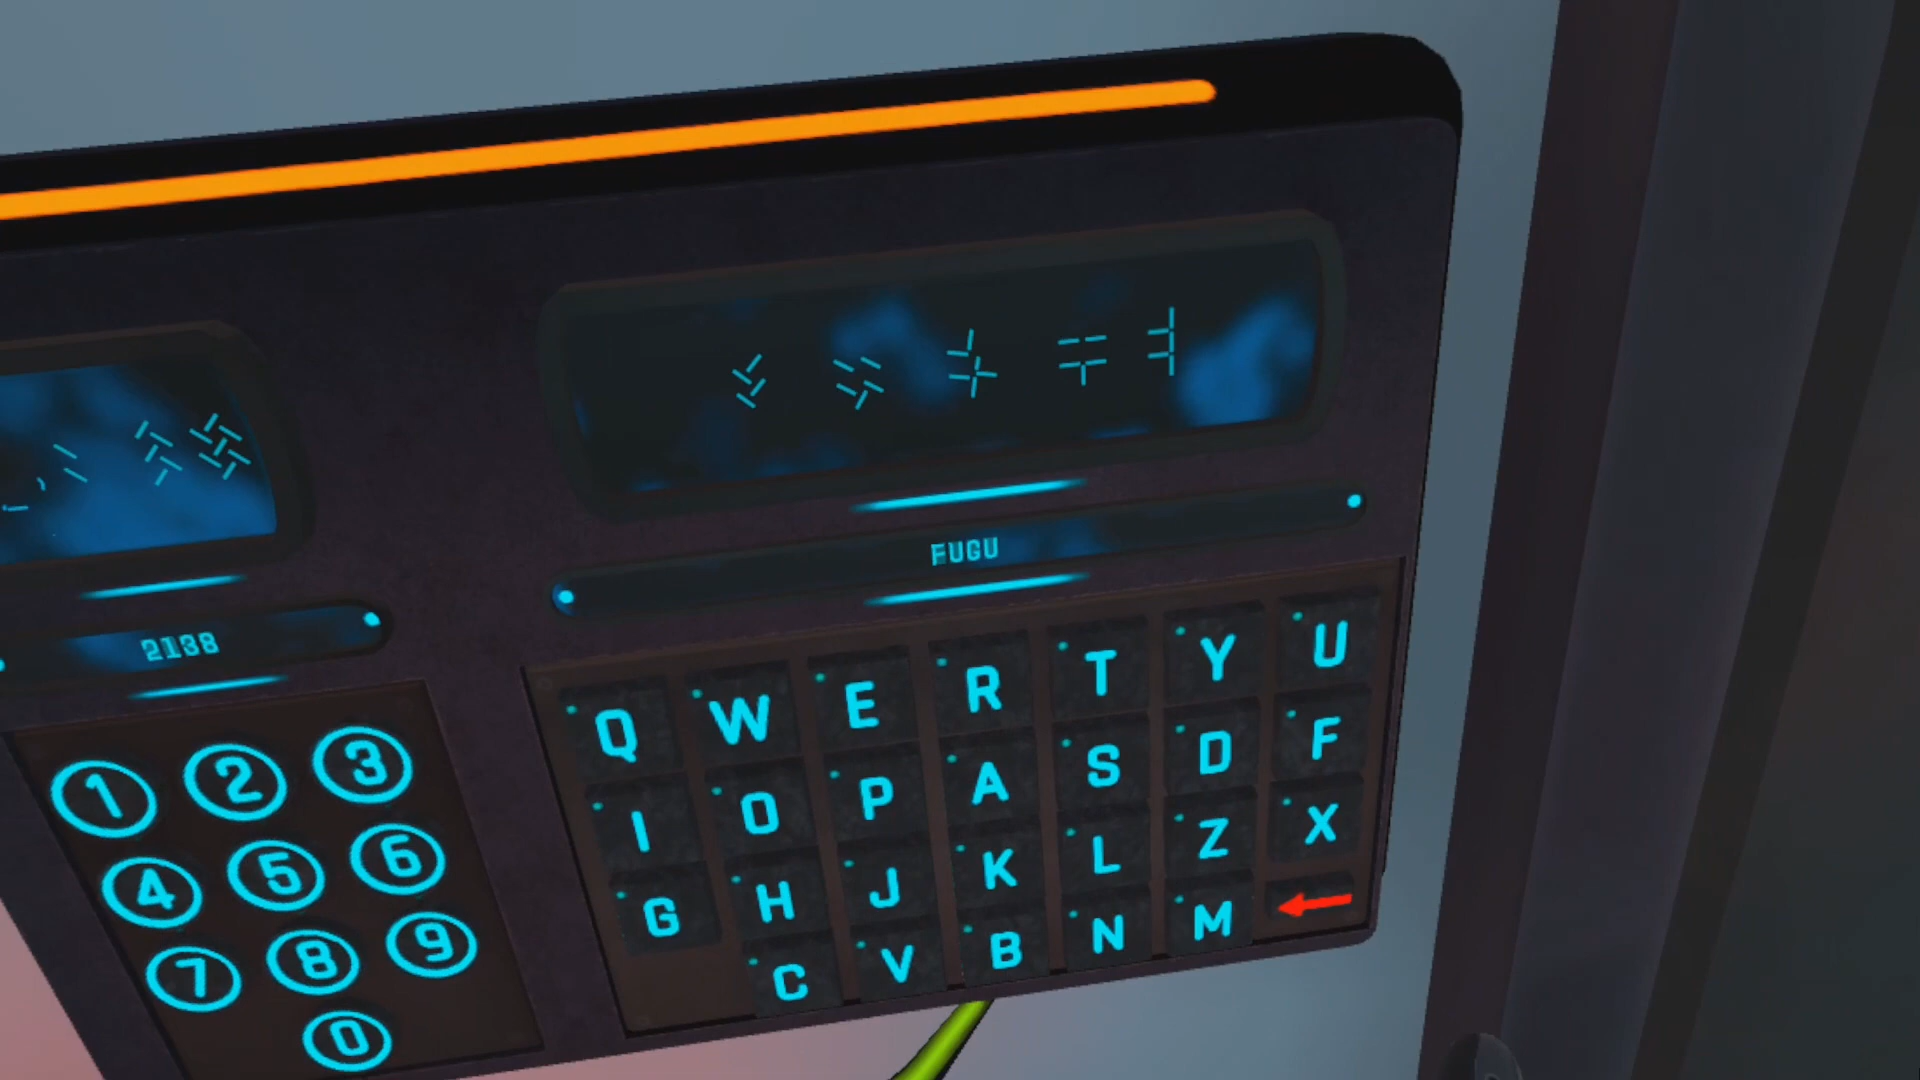 FUGU
2138
Q W E R T Y U
I O P A S D F
G H J K L Z X
C V B N M
1 2 3
4 5 6
7 8 9
0